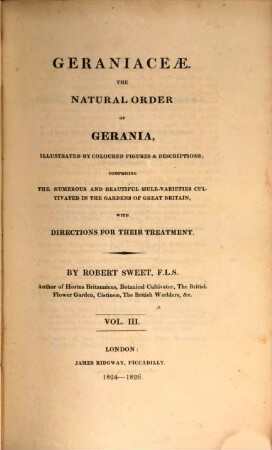 GERANIACEÆ.
THE
NATURAL ORDER
OF
GERANIA,
ILLUSTRATED BY COLOURED FIGURES & DESCRIPTIONS;
COMPRISING
THE NUMEROUS AND BEAUTIFUL MULE-VARIETIES CUL-
TIVATED IN THE GARDENS OF GREAT BRITAIN,
WITH
DIRECTIONS FOR THEIR TREATMENT.
BY ROBERT SWEET, F.L.S.
Author of Hortus Britannicus, Botanical Cultivator, The British
Flower Garden, Cistineæ, The British Warblers, &c.
VOL. III.
LONDON:
JAMES RIDGWAY, PICCADILLY.
1824—1826.